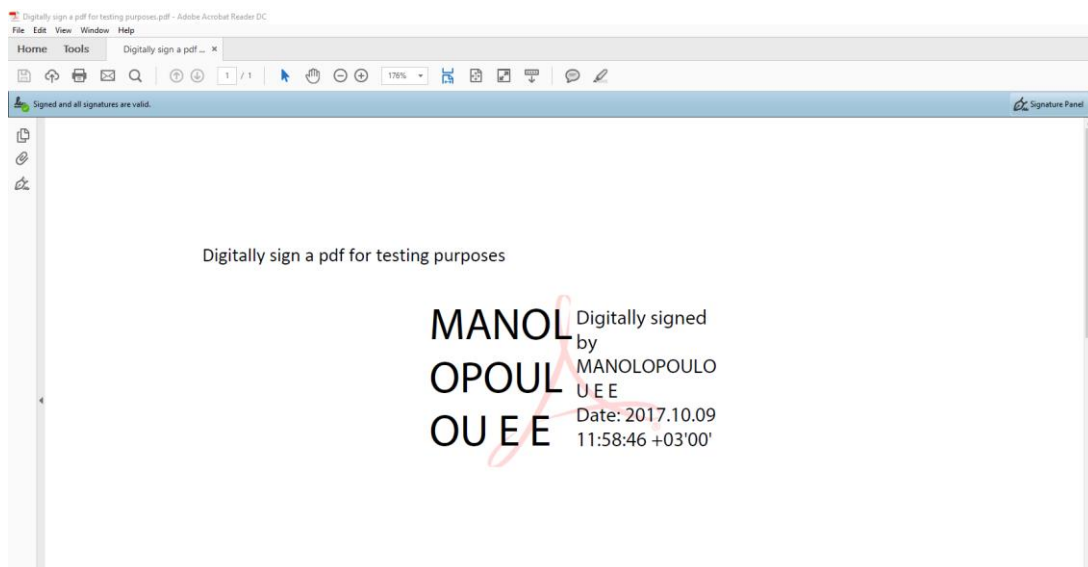 Digitally sign a pdf for testing purposes.pdf - Adobe Acrobat Reader DC
File Edit View Window Help
Home Tools Digitally sign a pdf ... ×
1 / 1 176%
Signed and all signatures are valid.
Signature Panel
Digitally sign a pdf for testing purposes
MANOL
OPOUL
OU E E
Digitally signed
by
MANOLOPOULO
U E E
Date: 2017.10.09
11:58:46 +03'00'